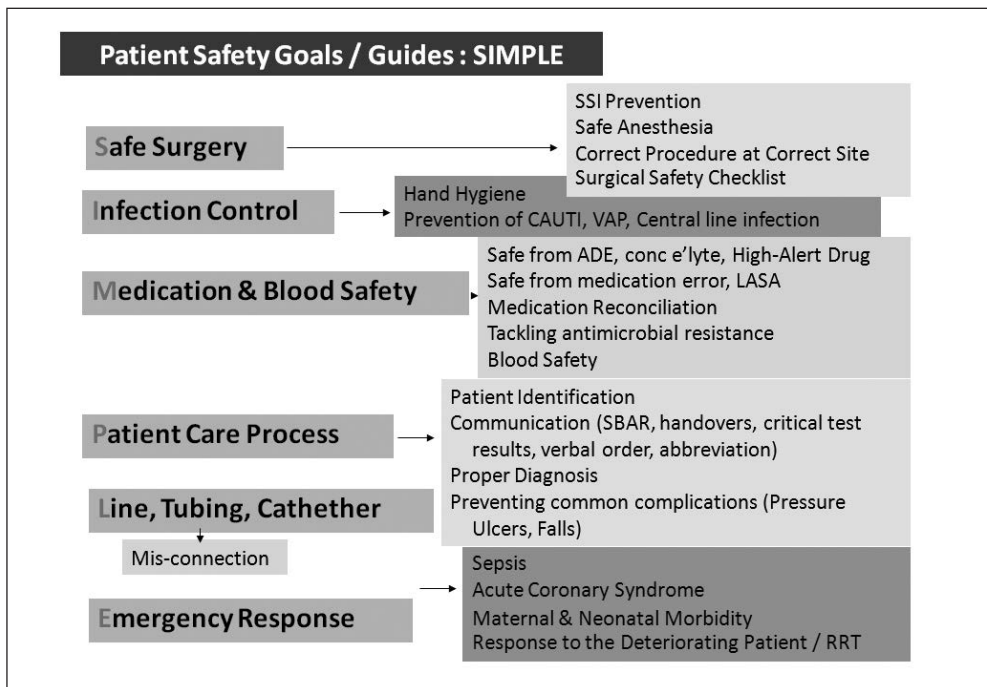 Patient Safety Goals / Guides : SIMPLE
Safe Surgery
SSI Prevention
Safe Anesthesia
Correct Procedure at Correct Site
Surgical Safety Checklist
Infection Control
Hand Hygiene
Prevention of CAUTI, VAP, Central line infection
Medication & Blood Safety
Safe from ADE, conc e’lyte, High-Alert Drug
Safe from medication error, LASA
Medication Reconciliation
Tackling antimicrobial resistance
Blood Safety
Patient Care Process
Patient Identification
Communication (SBAR, handovers, critical test
results, verbal order, abbreviation)
Proper Diagnosis
Preventing common complications (Pressure
Ulcers, Falls)
Line, Tubing, Cathether
Mis-connection
Emergency Response
Sepsis
Acute Coronary Syndrome
Maternal & Neonatal Morbidity
Response to the Deteriorating Patient / RRT